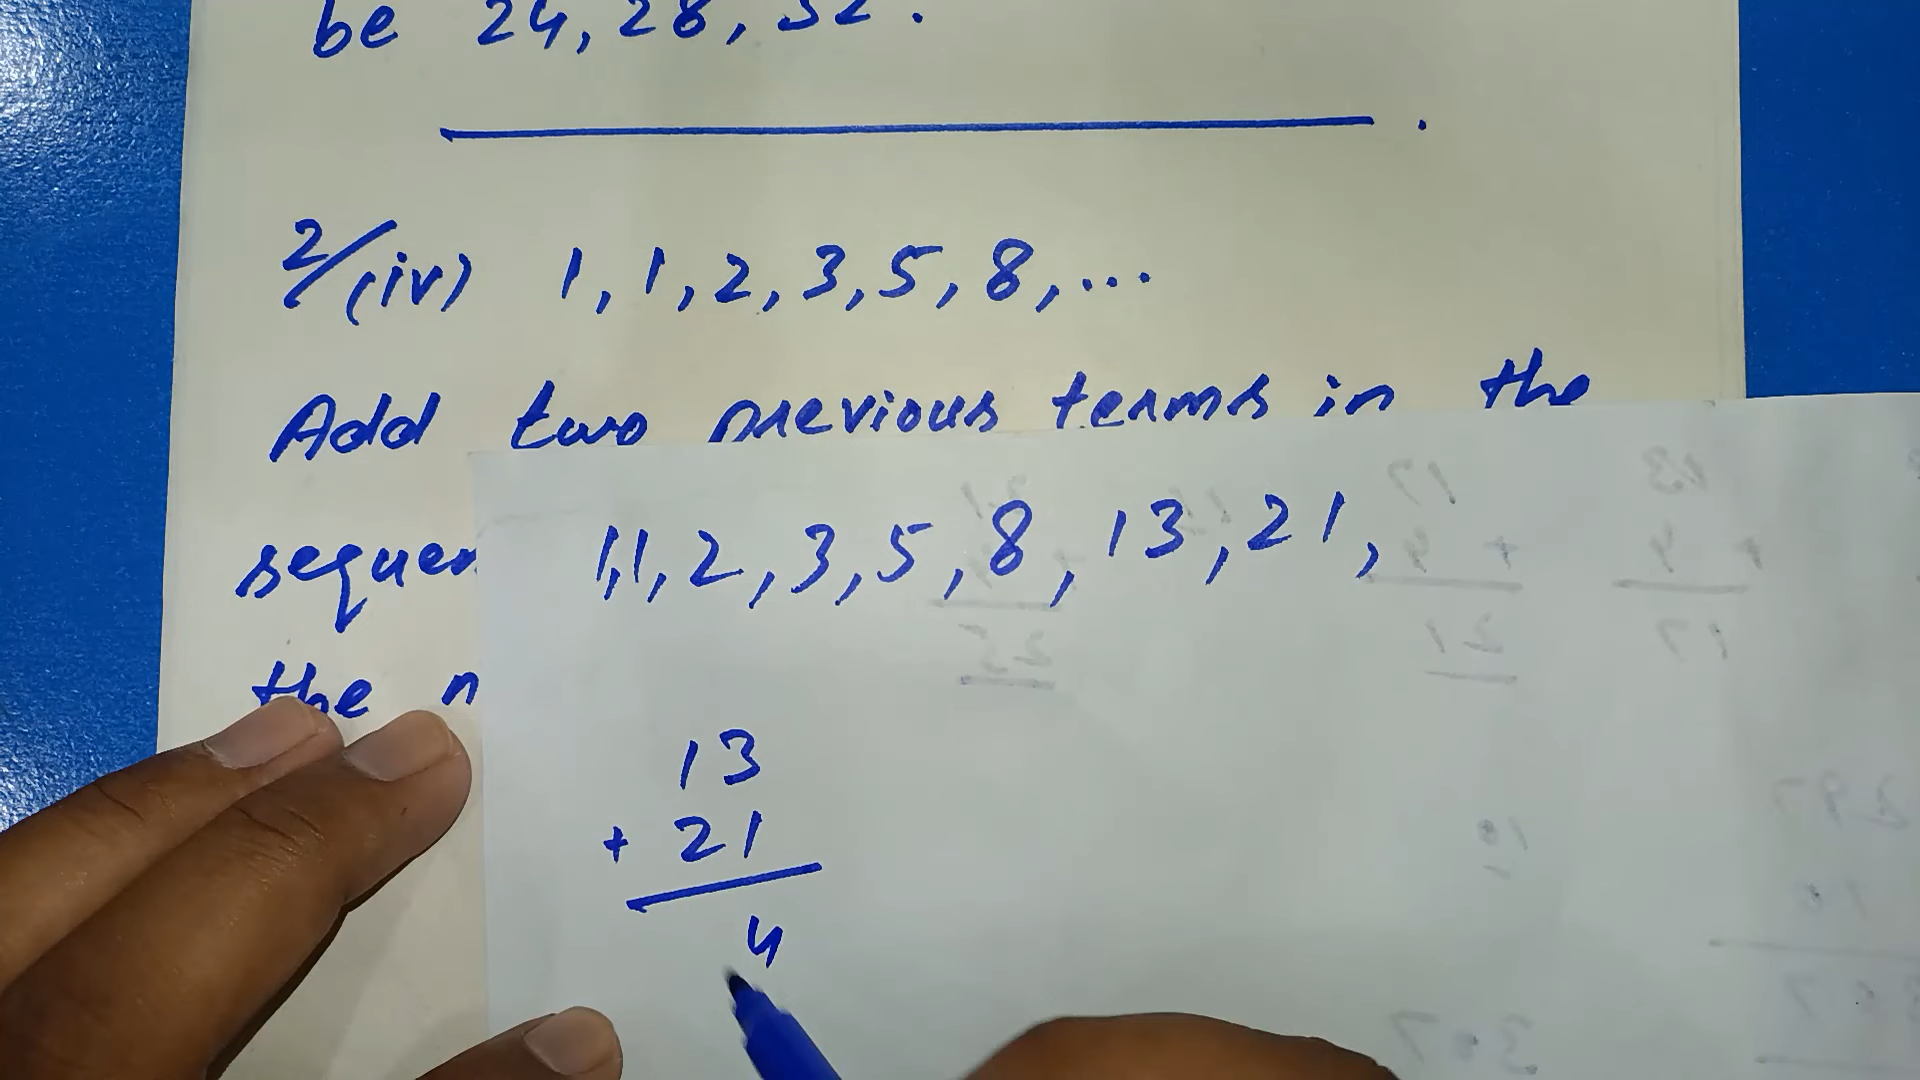 be 24, 28, 32.
2/(iv) 1, 1, 2, 3, 5, 8, ...
Add two previous terms in the
sequen
the n
1, 1, 2, 3, 5, 8, 13, 21,
13
+ 21
4